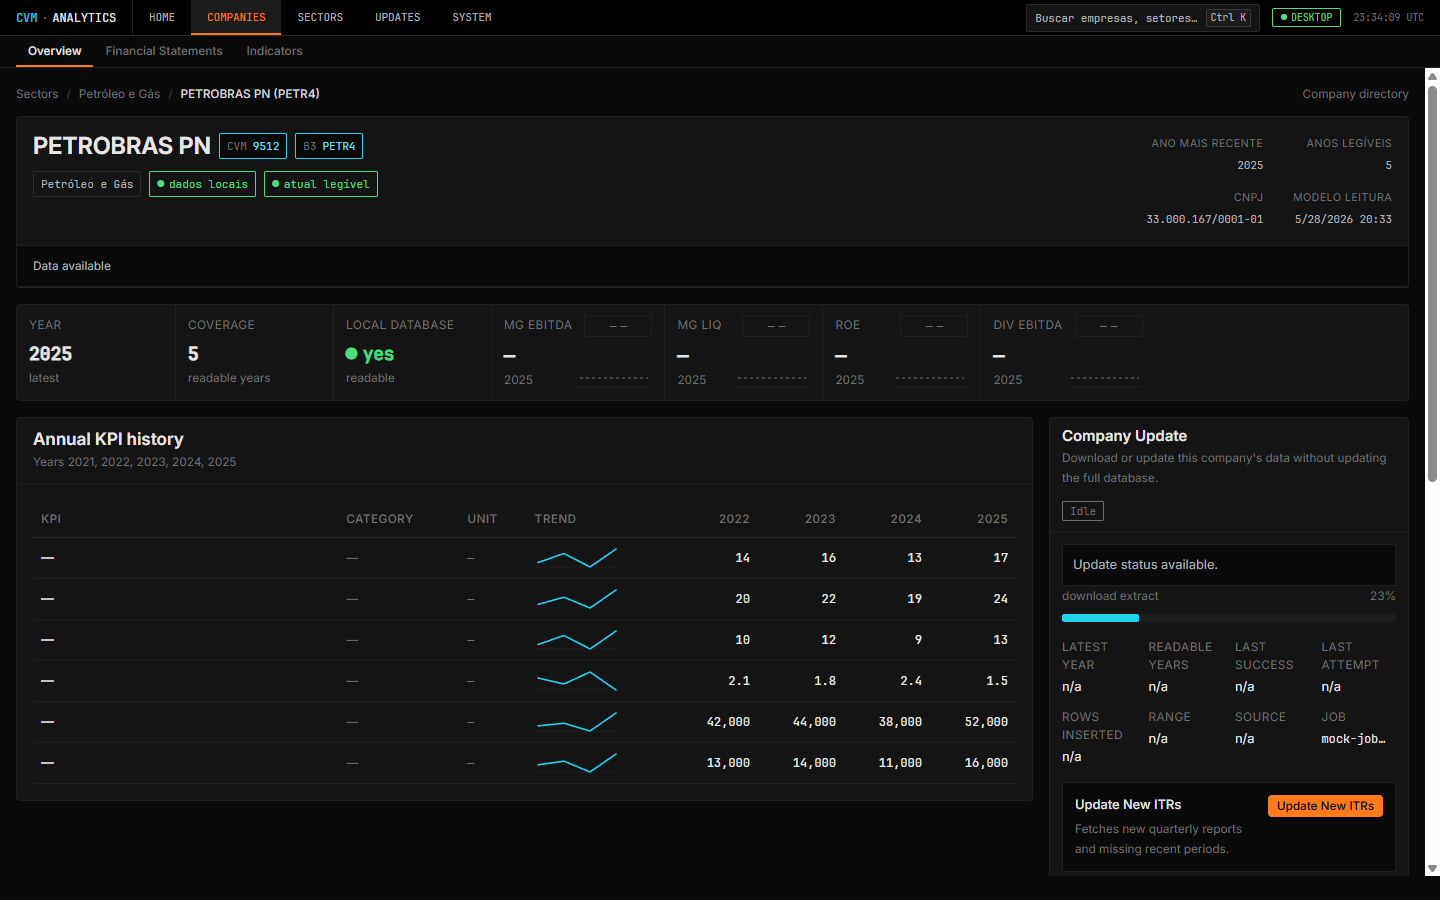 CVM · ANALYTICS HOME COMPANIES SECTORS UPDATES SYSTEM Buscar empresas, setores… Ctrl K DESKTOP 23:34:09 UTC
Overview Financial Statements Indicators
Sectors / Petróleo e Gás / PETROBRAS PN (PETR4) Company directory
PETROBRAS PN CVM 9512 B3 PETR4
Petróleo e Gás dados locais atual legível
ANO MAIS RECENTE ANOS LEGÍVEIS
2025 5
CNPJ MODELO LEITURA
33.000.167/0001-01 5/28/2026 20:33
Data available
YEAR COVERAGE LOCAL DATABASE MG EBITDA — — MG LIQ — — ROE — — DIV EBITDA — —
2025 5 yes — — — —
latest readable years readable 2025 2025 2025 2025
Annual KPI history
Years 2021, 2022, 2023, 2024, 2025
KPI CATEGORY UNIT TREND 2022 2023 2024 2025
— — — 14 16 13 17
— — — 20 22 19 24
— — — 10 12 9 13
— — — 2.1 1.8 2.4 1.5
— — — 42,000 44,000 38,000 52,000
— — — 13,000 14,000 11,000 16,000
Company Update
Download or update this company's data without updating
the full database.
Idle
Update status available.
download extract 23%
LATEST YEAR READABLE YEARS LAST SUCCESS LAST ATTEMPT
n/a n/a n/a n/a
ROWS INSERTED RANGE SOURCE JOB
n/a n/a n/a mock-job…
Update New ITRs Update New ITRs
Fetches new quarterly reports
and missing recent periods.